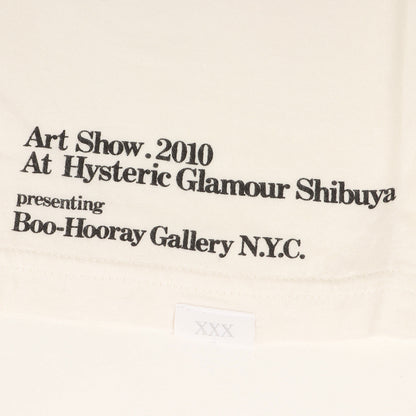 Art Show. 2010
At Hysteric Glamour Shibuya
presenting
Boo-Hooray Gallery N.Y.C.
XXX